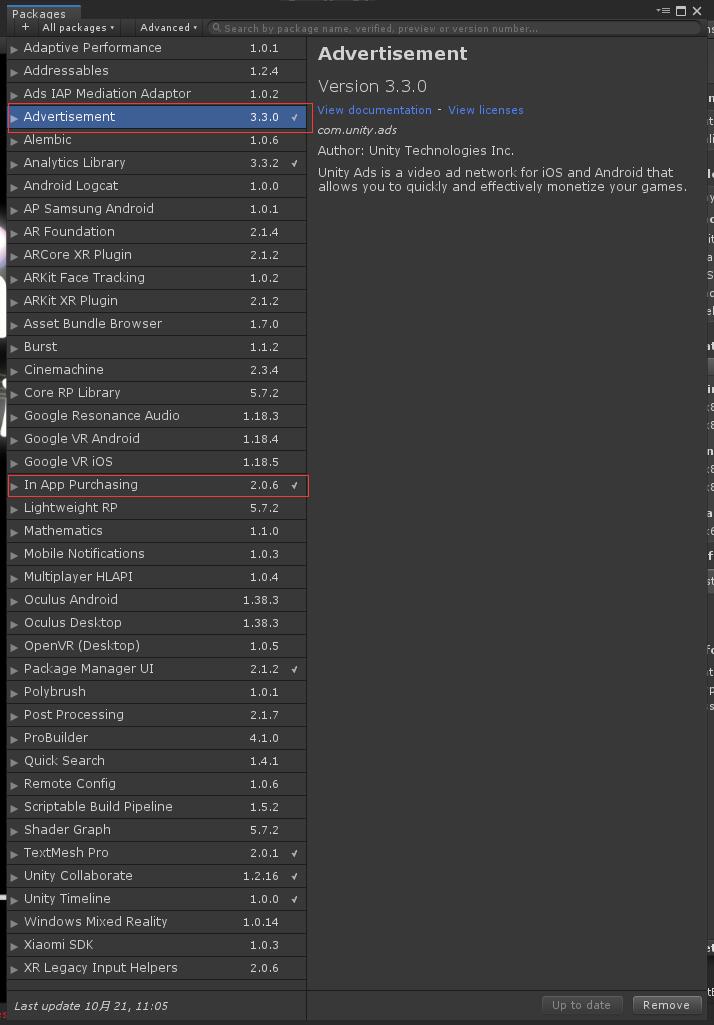 Packages
+ All packages Advanced Search by package name, verified, preview or version number...
Adaptive Performance 1.0.1
Addressables 1.2.4
Ads IAP Mediation Adaptor 1.0.2
Advertisement 3.3.0 ✓
Alembic 1.0.6
Analytics Library 3.3.2 ✓
Android Logcat 1.0.0
AP Samsung Android 1.0.1
AR Foundation 2.1.4
ARCore XR Plugin 2.1.2
ARKit Face Tracking 1.0.2
ARKit XR Plugin 2.1.2
Asset Bundle Browser 1.7.0
Burst 1.1.2
Cinemachine 2.3.4
Core RP Library 5.7.2
Google Resonance Audio 1.18.3
Google VR Android 1.18.4
Google VR iOS 1.18.5
In App Purchasing 2.0.6 ✓
Lightweight RP 5.7.2
Mathematics 1.1.0
Mobile Notifications 1.0.3
Multiplayer HLAPI 1.0.4
Oculus Android 1.38.3
Oculus Desktop 1.38.3
OpenVR (Desktop) 1.0.5
Package Manager UI 2.1.2 ✓
Polybrush 1.0.1
Post Processing 2.1.7
ProBuilder 4.1.0
Quick Search 1.4.1
Remote Config 1.0.6
Scriptable Build Pipeline 1.5.2
Shader Graph 5.7.2
TextMesh Pro 2.0.1 ✓
Unity Collaborate 1.2.16 ✓
Unity Timeline 1.0.0 ✓
Windows Mixed Reality 1.0.14
Xiaomi SDK 1.0.3
XR Legacy Input Helpers 2.0.6
Last update 10月 21, 11:05
Advertisement
Version 3.3.0
View documentation - View licenses
com.unity.ads
Author: Unity Technologies Inc.
Unity Ads is a video ad network for iOS and Android that
allows you to quickly and effectively monetize your games.
Up to date Remove